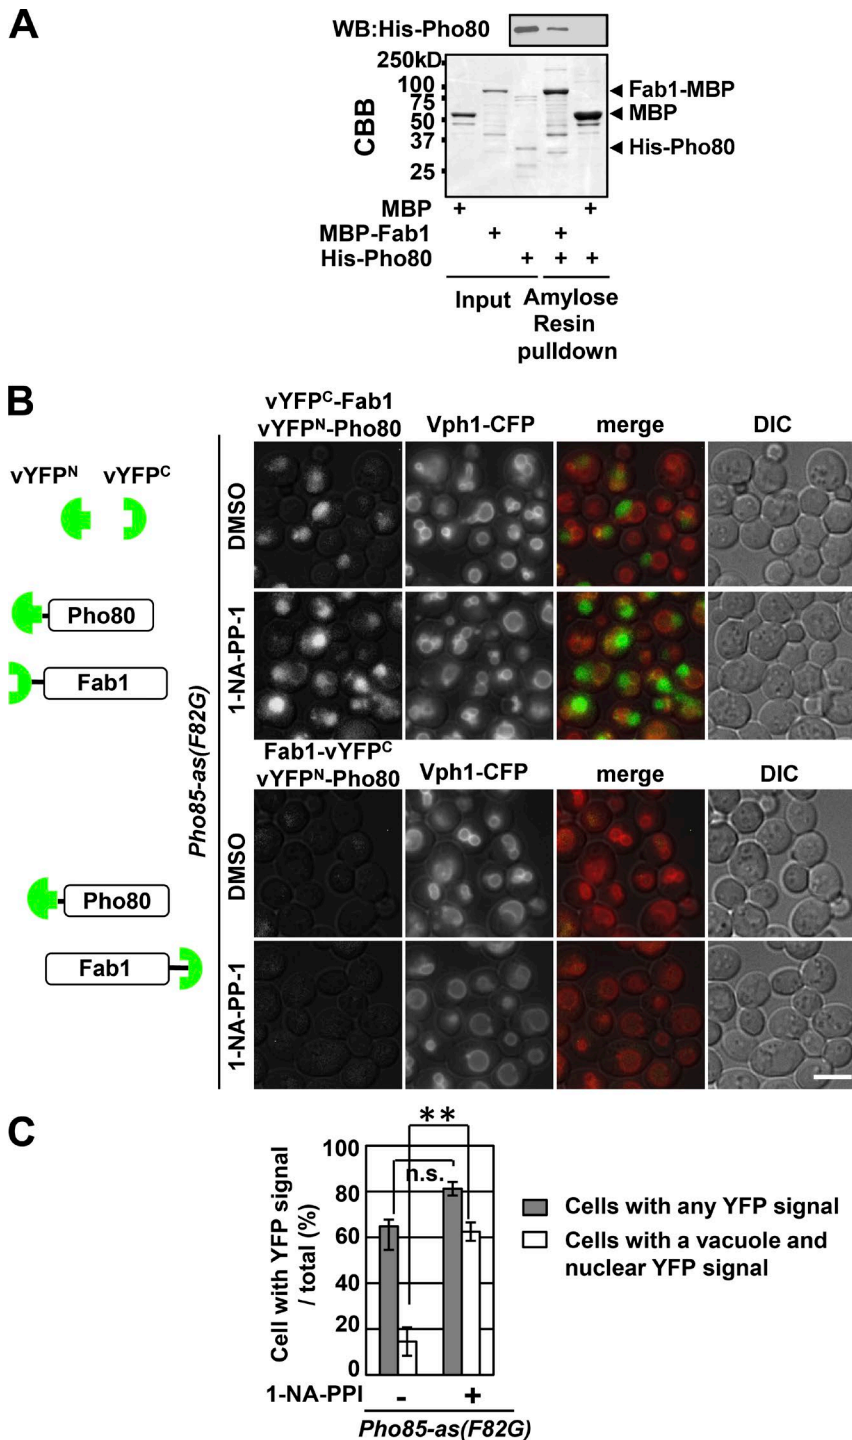 A
WB:His-Pho80
250kD
100
75
50
37
25
CBB
Fab1-MBP
MBP
His-Pho80
MBP + +
MBP-Fab1 + +
His-Pho80 + + +
Input
Amylose
Resin
pulldown
B
vYFPᶜ-Fab1
vYFPᴺ-Pho80
Vph1-CFP
merge
DIC
vYFPᴺ
vYFPᶜ
Pho80
Fab1
Pho85-as(F82G)
DMSO
1-NA-PP-1
Fab1-vYFPᶜ
vYFPᴺ-Pho80
Vph1-CFP
merge
DIC
Pho80
Fab1
DMSO
1-NA-PP-1
C
**
n.s.
100
80
60
40
20
0
Cell with YFP signal
/ total (%)
Cells with any YFP signal
Cells with a vacuole and
nuclear YFP signal
1-NA-PPI - +
Pho85-as(F82G)